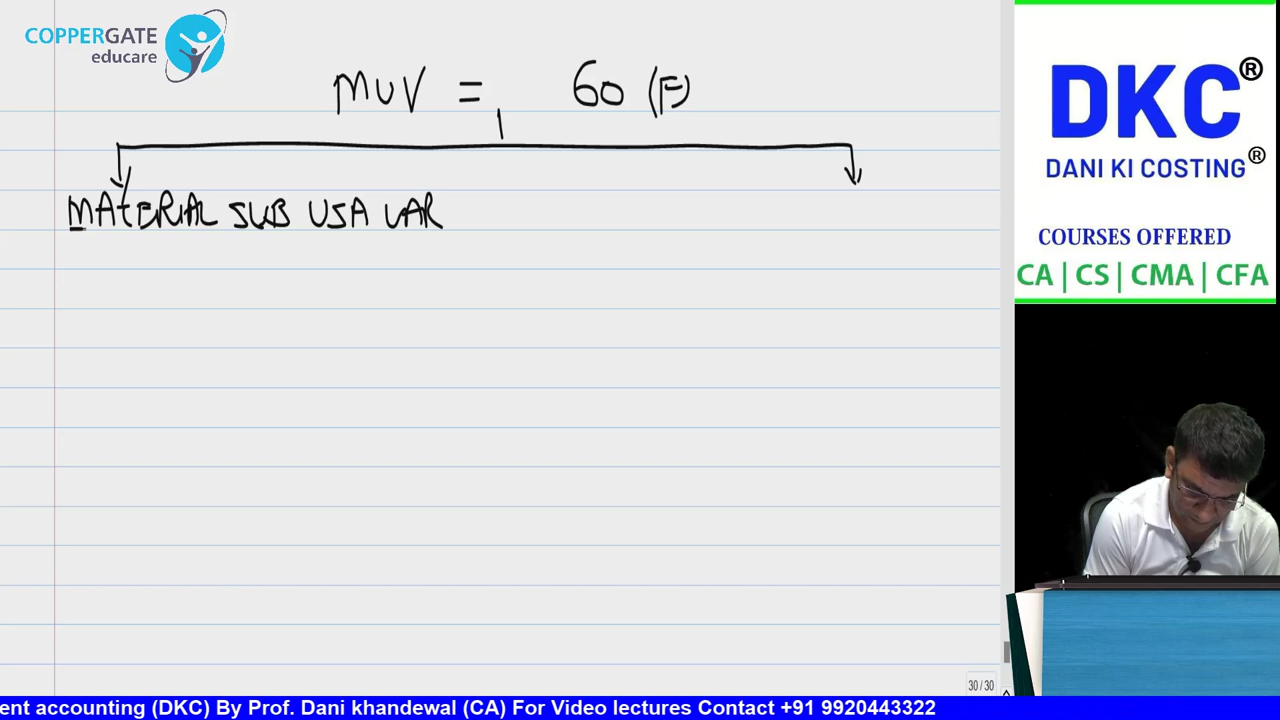 COPPERGATE
educare
MUV = 60 (F)
MATERIAL SUB USA VAR
DKC®
DANI KI COSTING®
COURSES OFFERED
CA | CS | CMA | CFA
30 / 30
ent accounting (DKC) By Prof. Dani khandewal (CA) For Video lectures Contact +91 9920443322